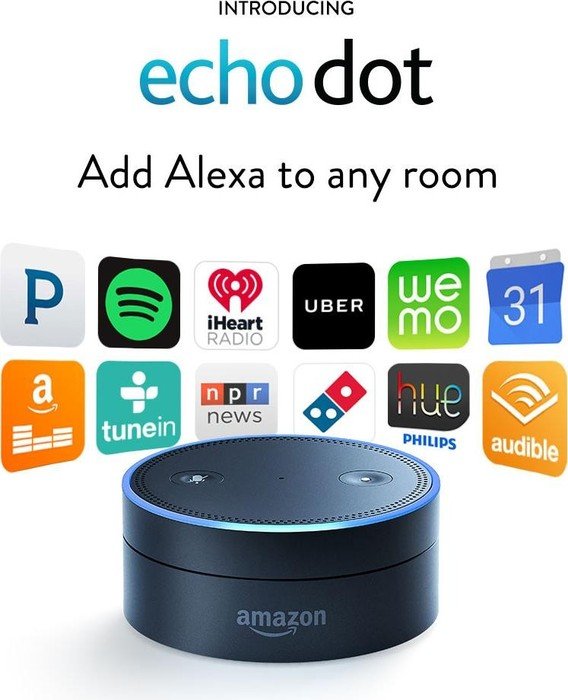 INTRODUCING
echo dot
Add Alexa to any room
P
iHeart
RADIO
UBER
we
mo
31
a
tunein
npr
news
hue
PHILIPS
audible
amazon